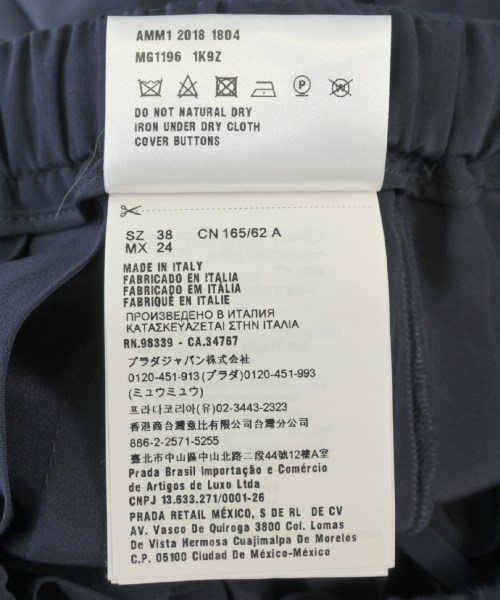 AMM1 2018 1804
MG1196 1K9Z
P
DO NOT NATURAL DRY
IRON UNDER DRY CLOTH
COVER BUTTONS
SZ 38 CN 165/62 A
MX 24
MADE IN ITALY
FABRICADO EN ITALIA
FABRICADO EM ITÁLIA
FABRIQUÉ EN ITALIE
ПРОИЗВЕДЕНО В ИТАЛИЯ
ΚΑΤΑΣΚΕΥΑΖΕΤΑΙ ΣΤΗΝ ΙΤΑΛΙΑ
RN.98339 - CA.34767
プラダジャパン株式会社
0120-451-913 (プラダ)0120-451-993
(ミュウミュウ)
프라다코리아(유) 02-3443-2323
香港商台灣普比有限公司台灣分公司
886-2-2571-5255
臺北市中山區中山北路二段44號12樓A室
Prada Brasil Importação e Comércio
de Artigos de Luxo Ltda
CNPJ 13.633.271/0001-26
PRADA RETAIL MÉXICO, S DE RL DE CV
AV. Vasco De Quiroga 3800 Col. Lomas
De Vista Hermosa Cuajimalpa De Morelos
C.P. 05100 Ciudad De México-México